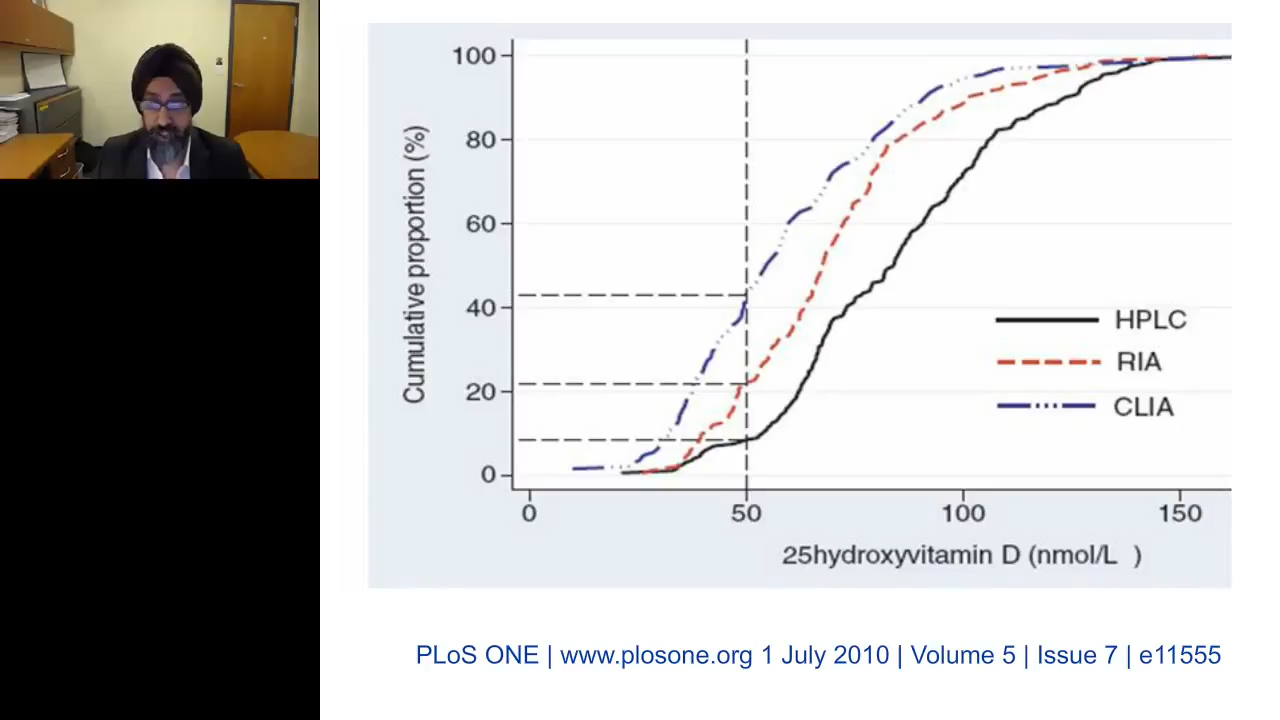 100
80
60
40
20
0
Cumulative proportion (%)
HPLC
RIA
CLIA
0 50 100 150
25hydroxyvitamin D (nmol/L )
PLoS ONE | www.plosone.org 1 July 2010 | Volume 5 | Issue 7 | e11555